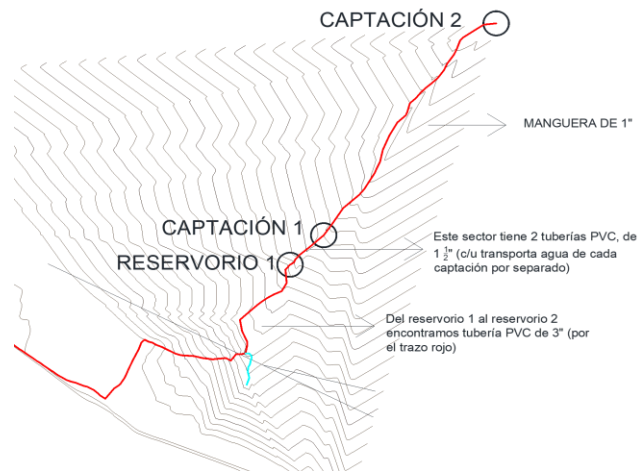 CAPTACIÓN 2
MANGUERA DE 1"
CAPTACIÓN 1
RESERVORIO 1
Este sector tiene 2 tuberías PVC, de
1 1/2" (c/u transporta agua de cada
captación por separado)
Del reservorio 1 al reservorio 2
encontramos tubería PVC de 3" (por
el trazo rojo)